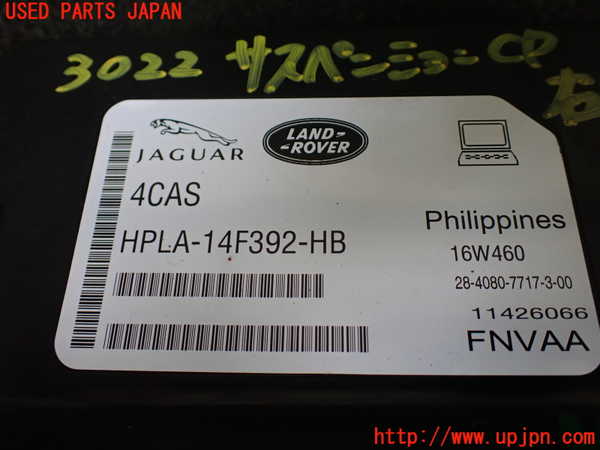 USED PARTS JAPAN
3022 サスペンションCP
右
JAGUAR
LAND-
-ROVER
4CAS
HPLA-14F392-HB
Philippines
16W460
28-4080-7717-3-00
11426066
FNVAA
UPJ http://www.upjpn.com